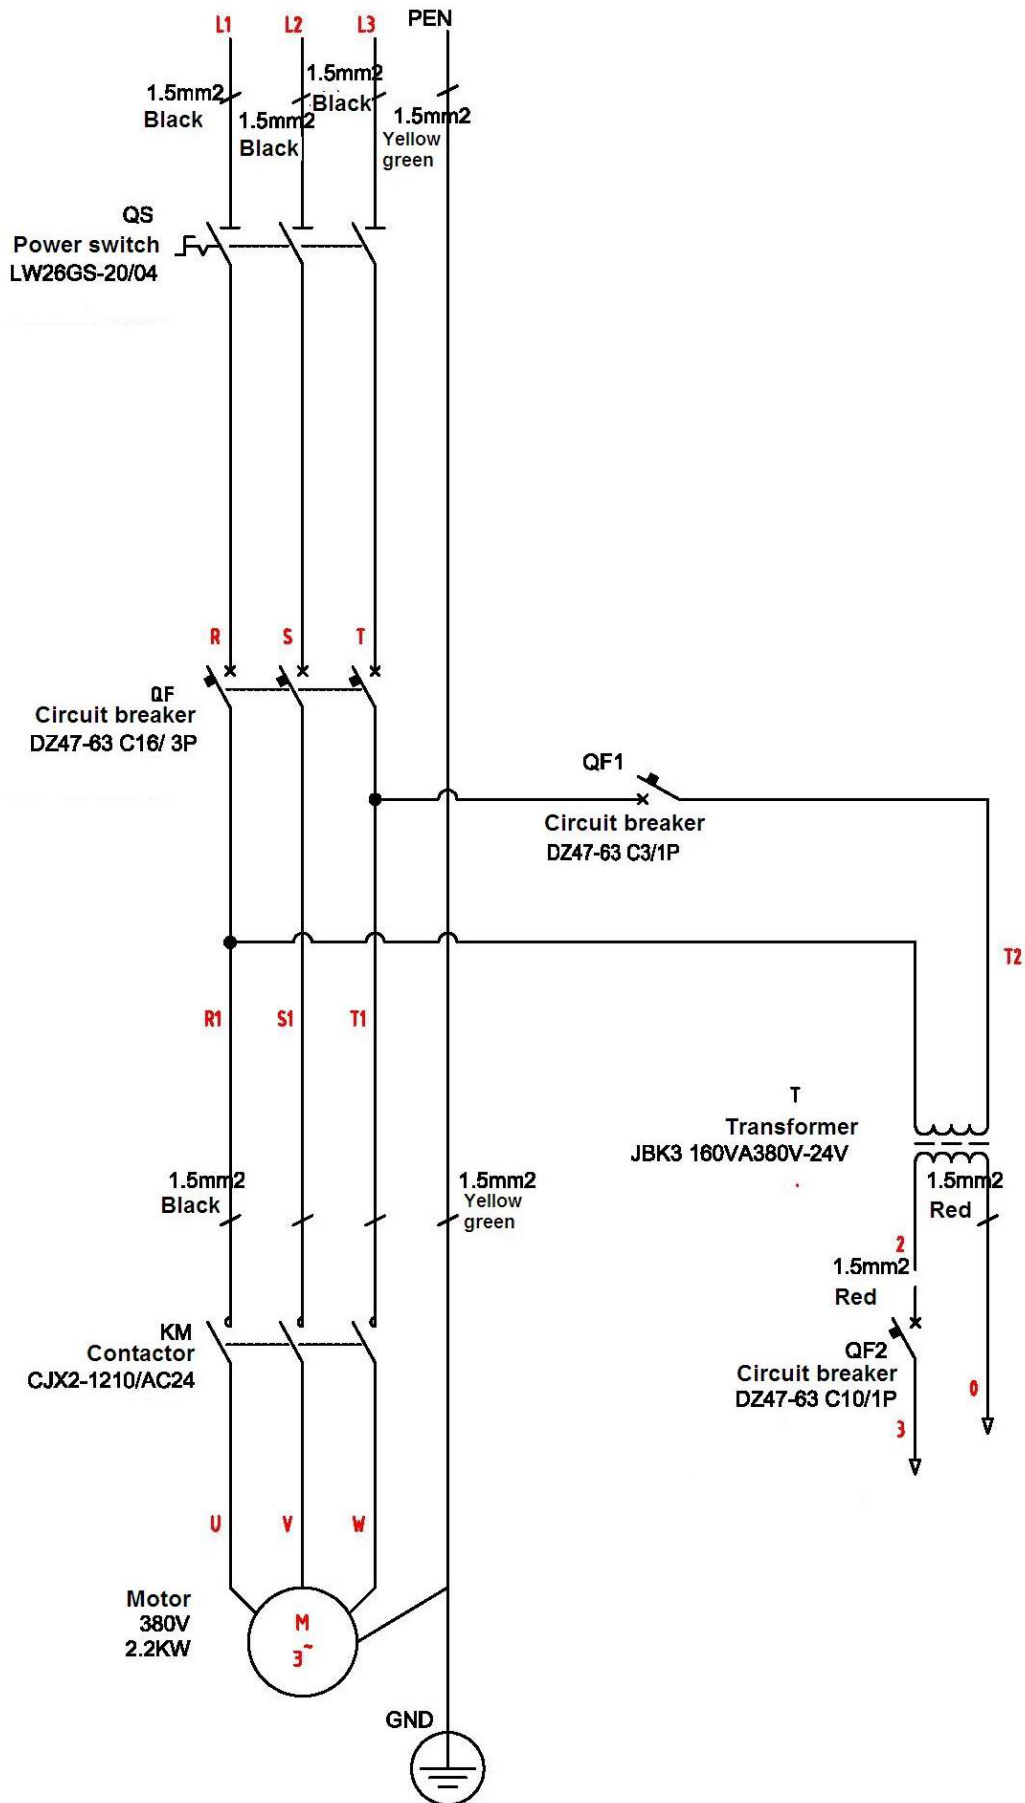 L1
L2
L3
PEN
1.5mm2
Black
1.5mm2
Black
1.5mm2
Black
1.5mm2
Yellow
green
QS
Power switch
LW26GS-20/04
R
S
T
QF
Circuit breaker
DZ47-63 C16/ 3P
QF1
Circuit breaker
DZ47-63 C3/1P
T2
R1
S1
T1
T
Transformer
JBK3 160VA380V-24V
1.5mm2
Black
1.5mm2
Yellow
green
1.5mm2
Red
2
1.5mm2
Red
KM
Contactor
CJX2-1210/AC24
QF2
Circuit breaker
DZ47-63 C10/1P
0
3
U
V
W
Motor
380V
2.2KW
M
3~
GND